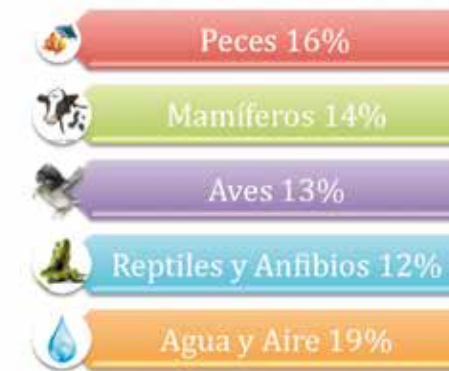 Peces 16%
Mamíferos 14%
Aves 13%
Reptiles y Anfibios 12%
Agua y Aire 19%